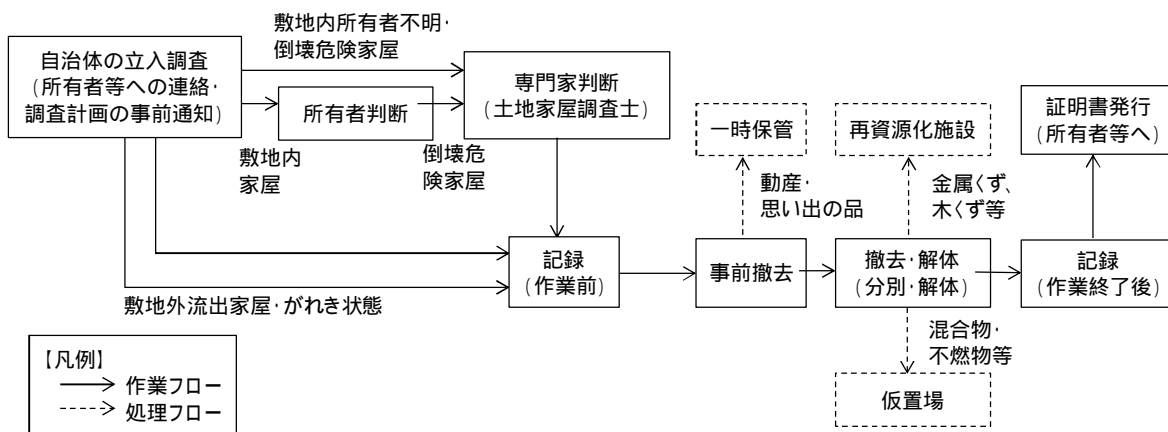 敷地内所有者不明・
倒壊危険家屋
自治体の立入調査
(所有者等への連絡・
調査計画の事前通知)
所有者判断
専門家判断
(土地家屋調査士)
敷地内
家屋
倒壊危
険家屋
一時保管
再資源化施設
証明書発行
(所有者等へ)
動産・
思い出の品
金属くず、
木くず等
記録
(作業前)
事前撤去
撤去・解体
(分別・解体)
記録
(作業終了後)
敷地外流出家屋・がれき状態
混合物・
不燃物等
仮置場
【凡例】
作業フロー
処理フロー